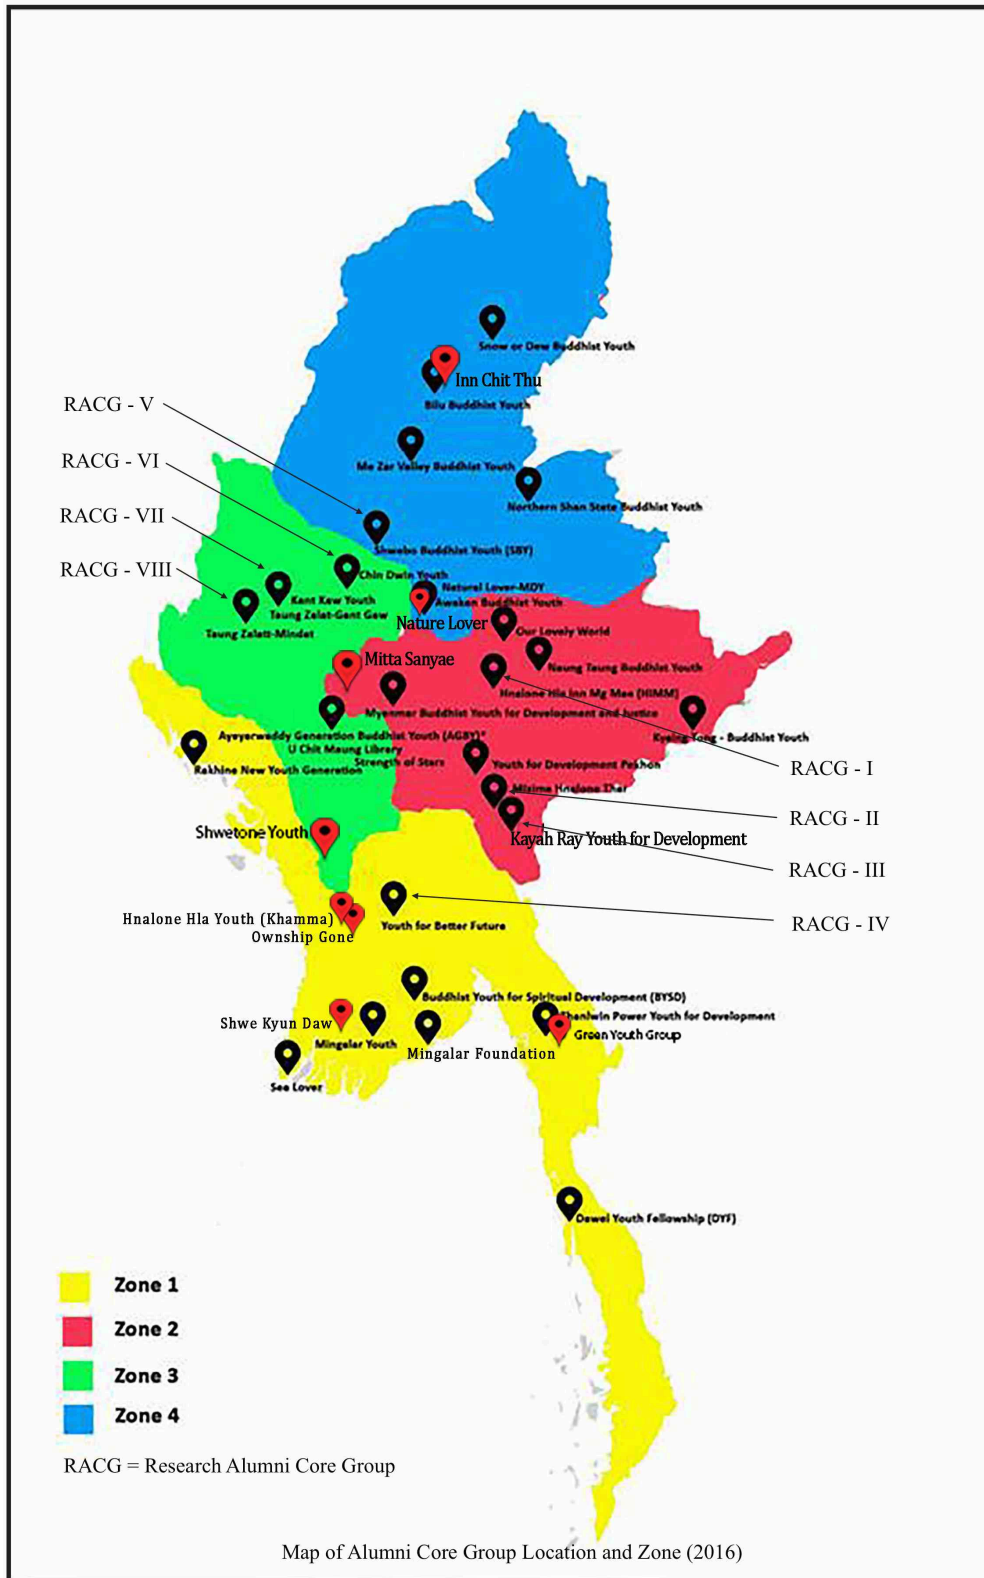 Snow or Dew Buddhist Youth
Inn Chit Thu
Bilu Buddhist Youth
RACG - V
Mo Zar Valley Buddhist Youth
RACG - VI
Northern Shan State Buddhist Youth
RACG - VII
Shwebo Buddhist Youth (SBY)
RACG - VIII
Chin Dwin Youth
Natural Lover-MDY
Kant Kaw Youth
Awaken Buddhist Youth
Taung Zalat-Gant Gaw
Nature Lover
Taung Zalatt-Mindat
Our Lovely World
Mitta Sanyae
Naung Taung Buddhist Youth
Hnalone Hla Inn Mg Mae (HIMM)
Myanmar Buddhist Youth for Development and Justice
Ayeyerwaddy Generation Buddhist Youth (AGBY)"
Kyaing Tong - Buddhist Youth
U Chit Maung Library
Strength of Stars
Youth for Development Pekhon
Rakhine New Youth Generation
RACG - I
Mizima Hnalone Thar
RACG - II
Shwetone Youth
Kayah Ray Youth for Development
RACG - III
Hnalone Hla Youth (Khamma)
Youth for Better Future
RACG - IV
Ownship Gone
Buddhist Youth for Spiritual Development (BYSD)
Shwe Kyun Daw
Thanlwin Power Youth for Development
Green Youth Group
Mingalar Youth
Mingalar Foundation
See Lover
Dawei Youth Fellowship (DYF)
Zone 1
Zone 2
Zone 3
Zone 4
RACG = Research Alumni Core Group
Map of Alumni Core Group Location and Zone (2016)